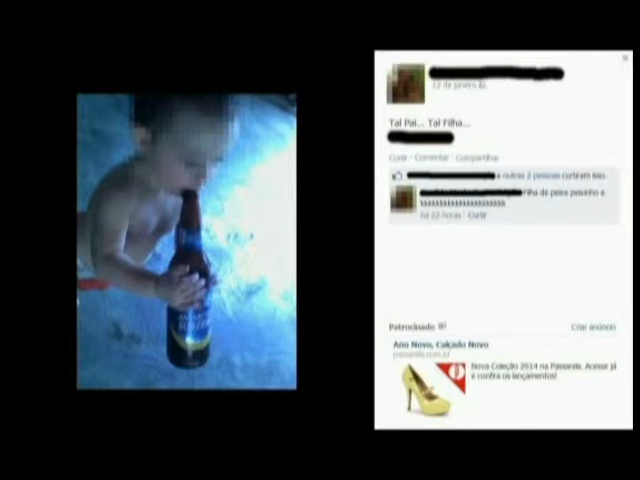 12 de janeiro
Tal Pai... Tal Filha...
Curtir · Comentar · Compartilhar
e outras 2 pessoas curtiram isso.
Filha de peixe peixinho e
há 22 horas · Curtir
Patrocinado
Criar anúncio
Ano Novo, Calçado Novo
passarela.com.br
Nova Coleção 2014 na Passarela. Acesse já
e confira os lançamentos!